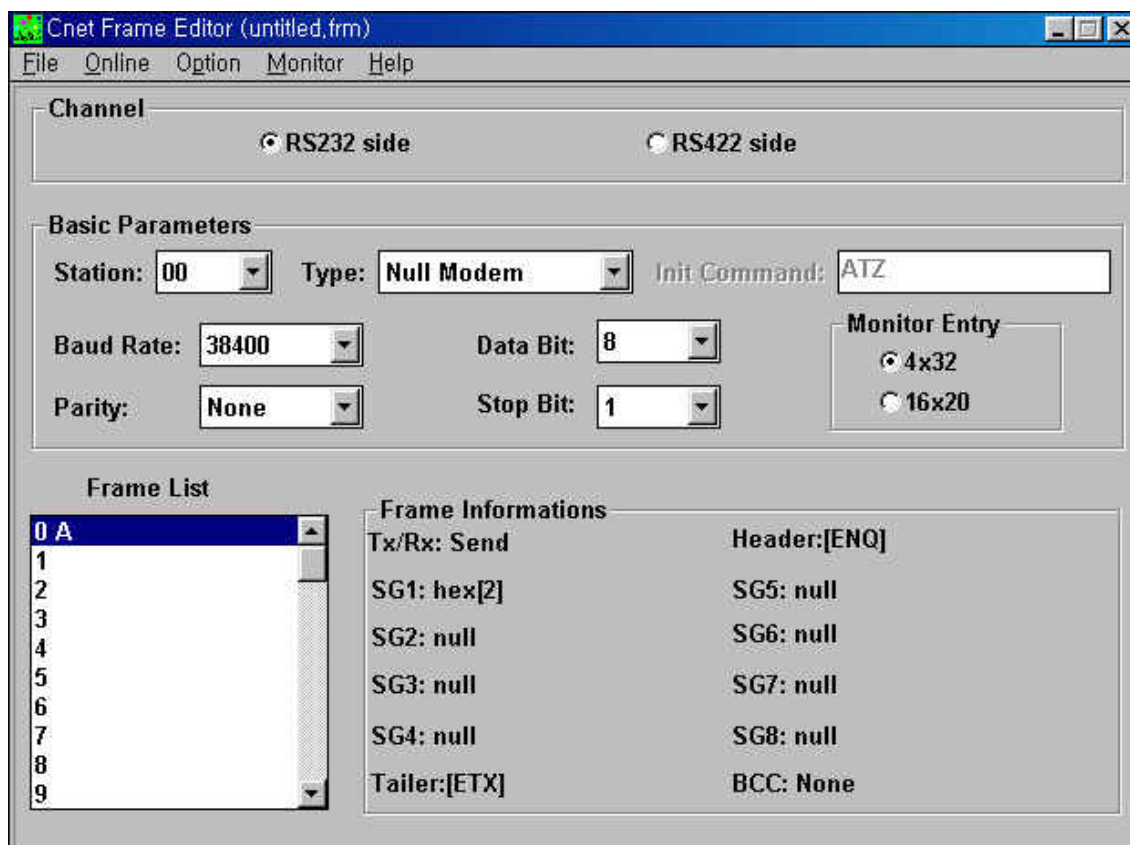 Cnet Frame Editor (untitled,frm)
File Online Option Monitor Help
Channel
RS232 side RS422 side
Basic Parameters
Station: 00 Type: Null Modem Init Command: ATZ
Baud Rate: 38400 Data Bit: 8 Monitor Entry
4x32
Parity: None Stop Bit: 1 16x20
Frame List
0 A
1
2
3
4
5
6
7
8
9
Frame Informations
Tx/Rx: Send Header:[ENQ]
SG1: hex[2] SG5: null
SG2: null SG6: null
SG3: null SG7: null
SG4: null SG8: null
Tailer:[ETX] BCC: None